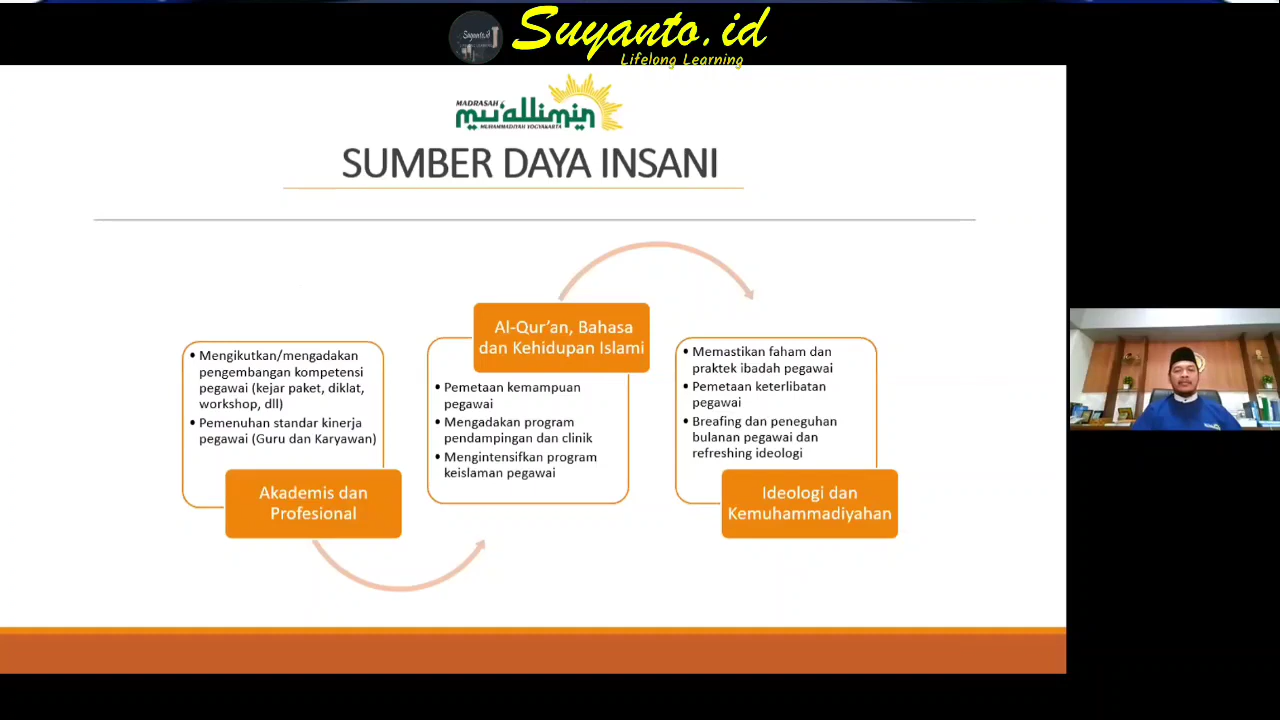 Suyanto.id
Suyanto.id
Lifelong Learning
MADRASAH
mu'allimin
MUHAMMADIYAH YOGYAKARTA
SUMBER DAYA INSANI
• Mengikutkan/mengadakan
pengembangan kompetensi
pegawai (kejar paket, diklat,
workshop, dll)
• Pemenuhan standar kinerja
pegawai (Guru dan Karyawan)
Akademis dan
Profesional
Al-Qur'an, Bahasa
dan Kehidupan Islami
• Pemetaan kemampuan
pegawai
• Mengadakan program
pendampingan dan clinik
• Mengintensifkan program
keislaman pegawai
• Memastikan faham dan
praktek ibadah pegawai
• Pemetaan keterlibatan
pegawai
• Breafing dan peneguhan
bulanan pegawai dan
refreshing ideologi
Ideologi dan
Kemuhammadiyahan